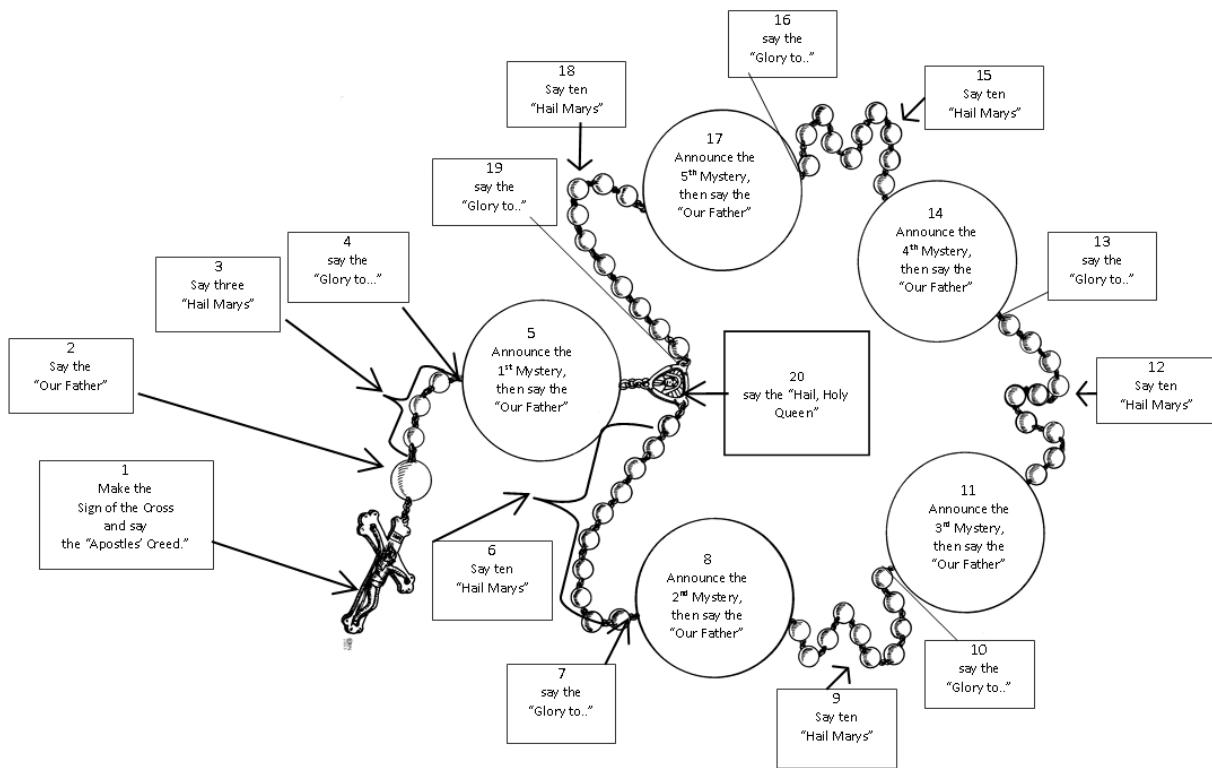 1
Make the
Sign of the Cross
and say
the “Apostles’ Creed.”
2
Say the
“Our Father”
3
Say three
“Hail Marys”
4
say the
“Glory to...”
5
Announce the
1st Mystery,
then say the
“Our Father”
6
Say ten
“Hail Marys”
7
say the
“Glory to..”
8
Announce the
2nd Mystery,
then say the
“Our Father”
9
Say ten
“Hail Marys”
10
say the
“Glory to..”
11
Announce the
3rd Mystery,
then say the
“Our Father”
12
Say ten
“Hail Marys”
13
say the
“Glory to..”
14
Announce the
4th Mystery,
then say the
“Our Father”
15
Say ten
“Hail Marys”
16
say the
“Glory to..”
17
Announce the
5th Mystery,
then say the
“Our Father”
18
Say ten
“Hail Marys”
19
say the
“Glory to..”
20
say the “Hail, Holy
Queen”